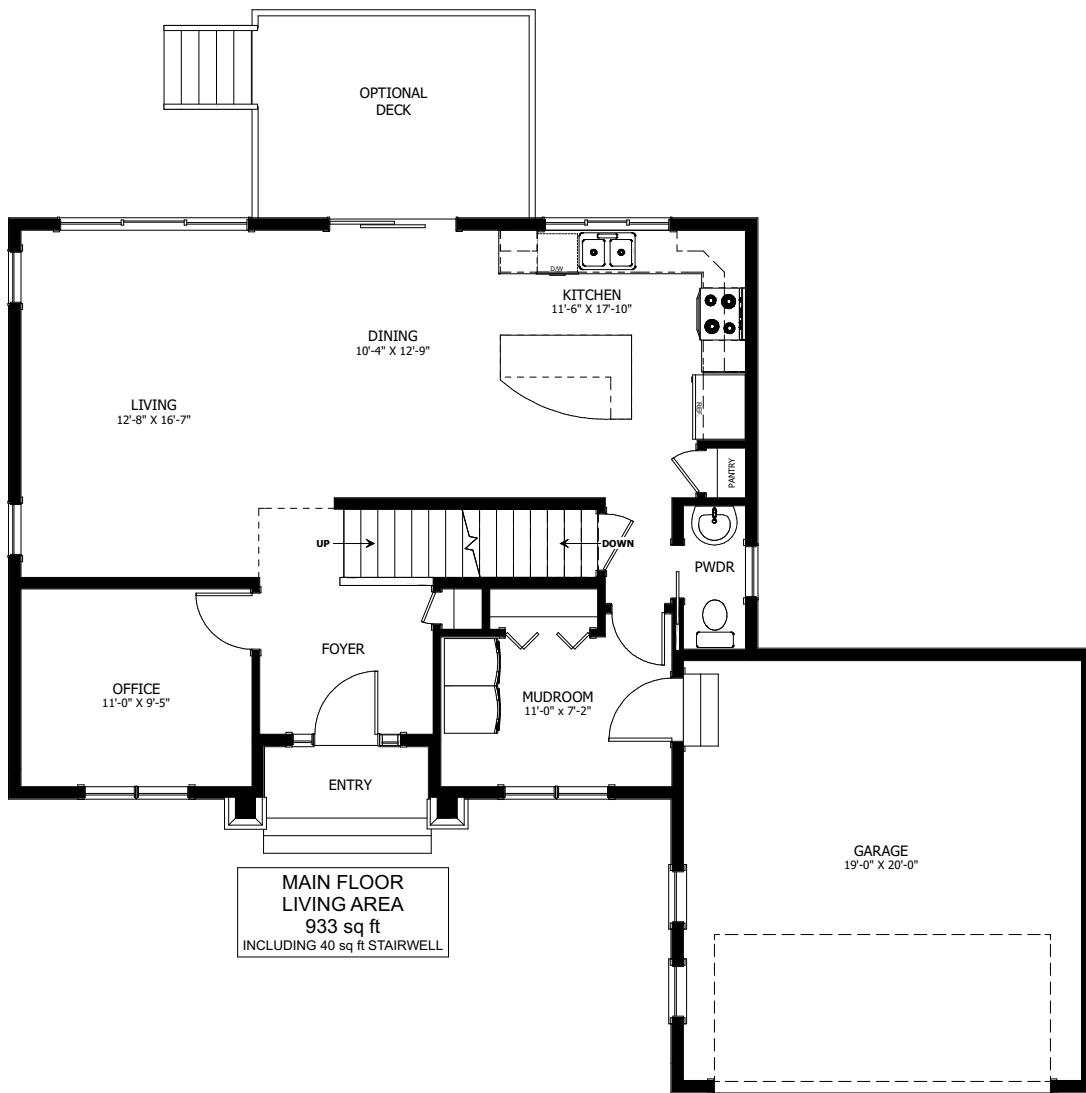 OPTIONAL
DECK
D/W
KITCHEN
11'-6" X 17'-10"
DINING
10'-4" X 12'-9"
LIVING
12'-8" X 16'-7"
REF
PANTRY
UP
DOWN
PWDR
FOYER
OFFICE
11'-0" X 9'-5"
MUDROOM
11'-0" x 7'-2"
ENTRY
GARAGE
19'-0" X 20'-0"
MAIN FLOOR
LIVING AREA
933 sq ft
INCLUDING 40 sq ft STAIRWELL